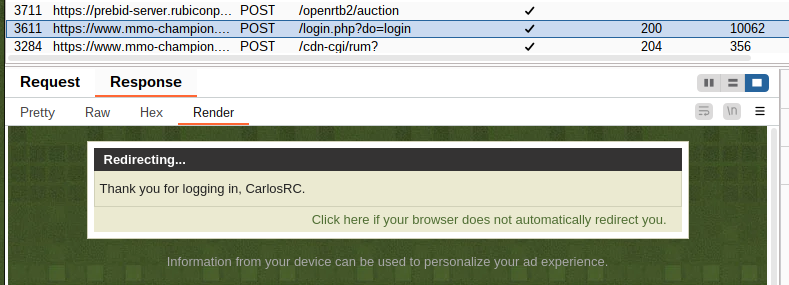 3711 https://prebid-server.rubiconp... POST /openrtb2/auction
3611 https://www.mmo-champion.... POST /login.php?do=login 200 10062
3284 https://www.mmo-champion.... POST /cdn-cgi/rum? 204 356
Request Response
Pretty Raw Hex Render \n
Redirecting...
Thank you for logging in, CarlosRC.
Click here if your browser does not automatically redirect you.
Information from your device can be used to personalize your ad experience.